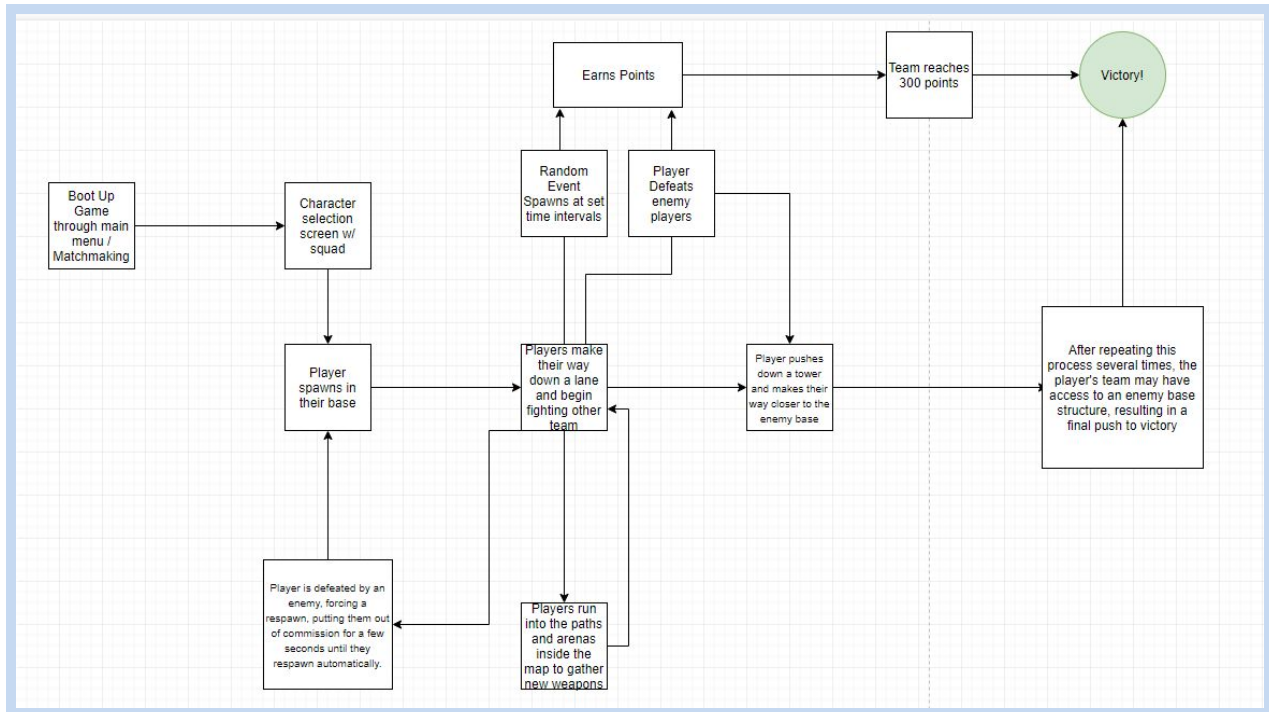 Earns Points
Team reaches
300 points
Victory!
Boot Up
Game
through main
menu /
Matchmaking
Character
selection
screen w/
squad
Random
Event
Spawns at set
time intervals
Player
Defeats
enemy
players
Player
spawns in
their base
Players make
their way
down a lane
and begin
fighting other
team
Player pushes
down a tower
and makes their
way closer to the
enemy base
After repeating this
process several times, the
player's team may have
access to an enemy base
structure, resulting in a
final push to victory
Player is defeated by an
enemy, forcing a
respawn, putting them out
of commission for a few
seconds until they
respawn automatically.
Players run
into the paths
and arenas
inside the
map to gather
new weapons